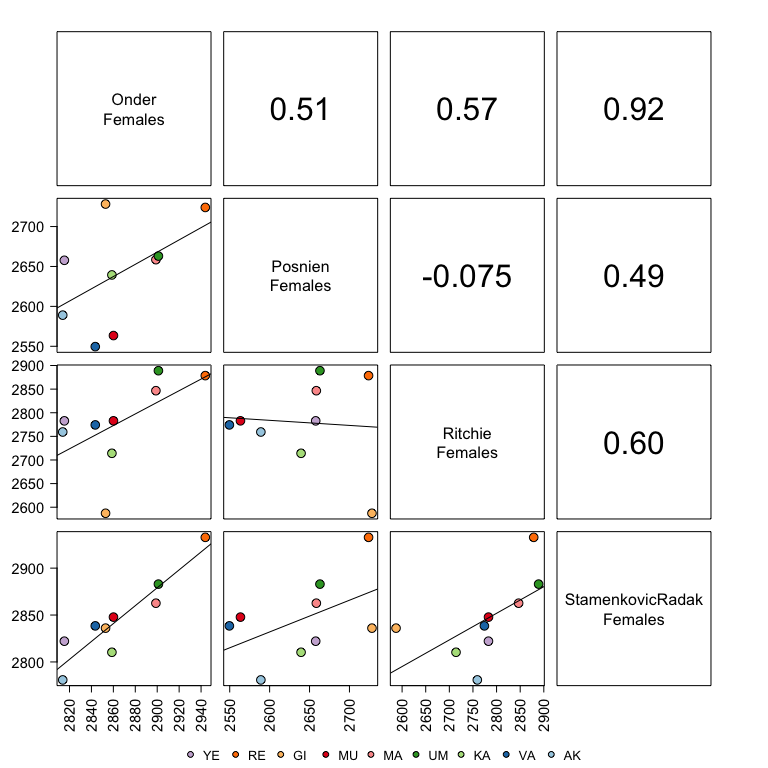 Onder
Females
0.51
0.57
0.92
2700
2650
2600
2550
Posnien
Females
-0.075
0.49
2900
2850
2800
2750
2700
2650
2600
Ritchie
Females
0.60
2900
2850
2800
StamenkovicRadak
Females
2820 2840 2860 2880 2900 2920 2940
2550 2600 2650 2700
2600 2650 2700 2750 2800 2850 2900
YE RE GI MU MA UM KA VA AK